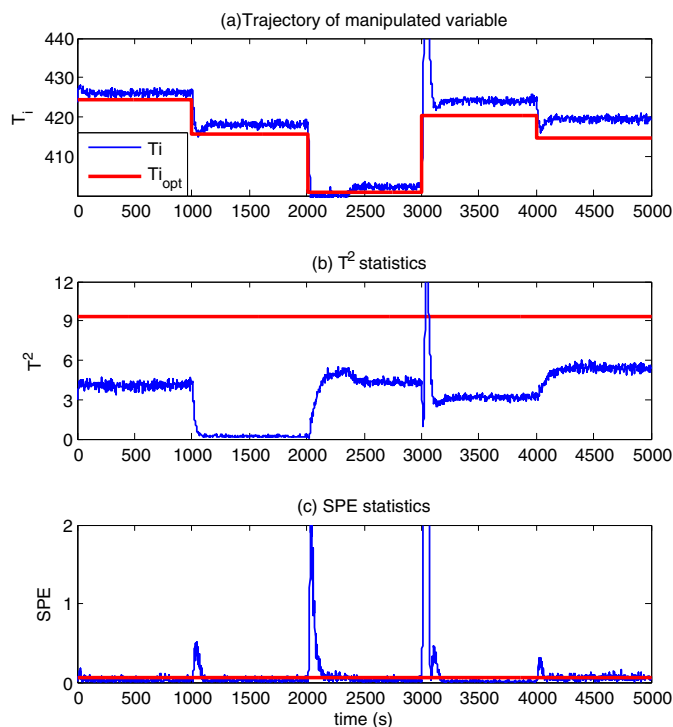 (a)Trajectory of manipulated variable
440
430
420
410
T_i
Ti
Ti_opt
0 500 1000 1500 2000 2500 3000 3500 4000 4500 5000
(b) T² statistics
12
9
6
3
0
T²
0 500 1000 1500 2000 2500 3000 3500 4000 4500 5000
(c) SPE statistics
2
1
0
SPE
0 500 1000 1500 2000 2500 3000 3500 4000 4500 5000
time (s)